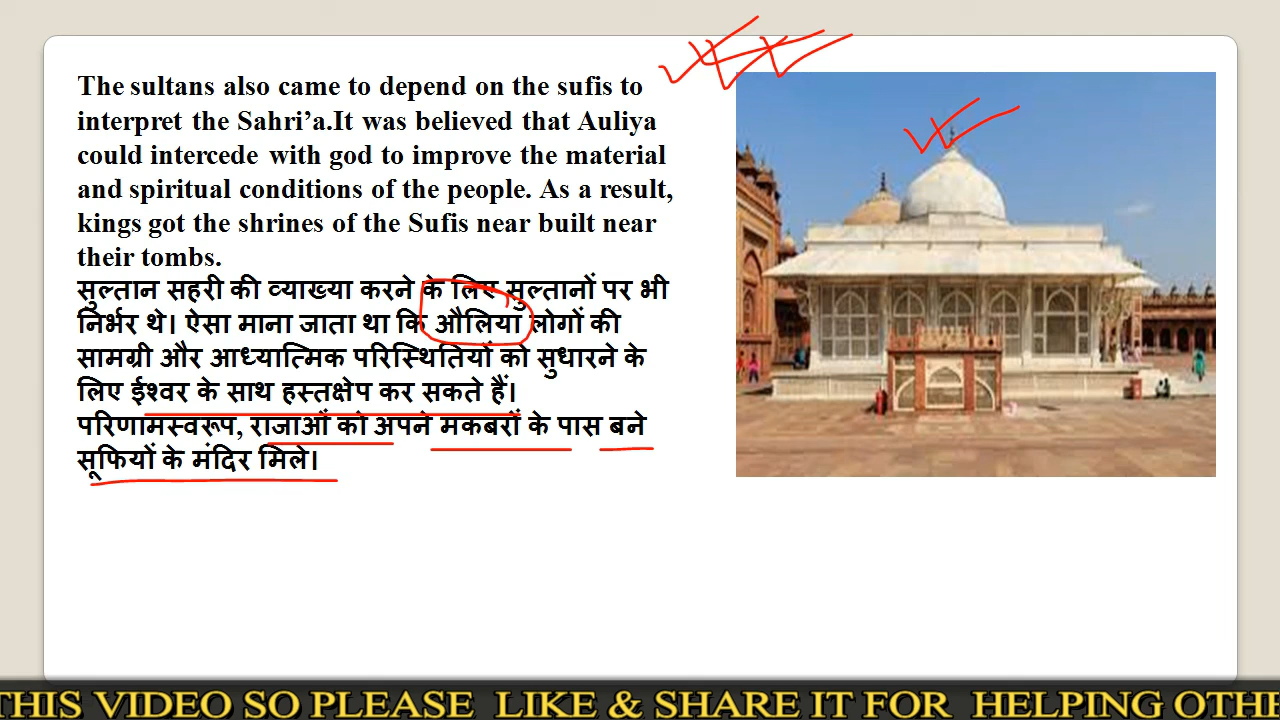 The sultans also came to depend on the sufis to
interpret the Sahri’a.It was believed that Auliya
could intercede with god to improve the material
and spiritual conditions of the people. As a result,
kings got the shrines of the Sufis near built near
their tombs.
सुल्तान सहरी की व्याख्या करने के लिए सुल्तानों पर भी
निर्भर थे। ऐसा माना जाता था कि औलिया लोगों की
सामग्री और आध्यात्मिक परिस्थितियों को सुधारने के
लिए ईश्वर के साथ हस्तक्षेप कर सकते हैं।
परिणामस्वरूप, राजाओं को अपने मकबरों के पास बने
सूफियों के मंदिर मिले।
THIS VIDEO SO PLEASE LIKE & SHARE IT FOR HELPING OTHE